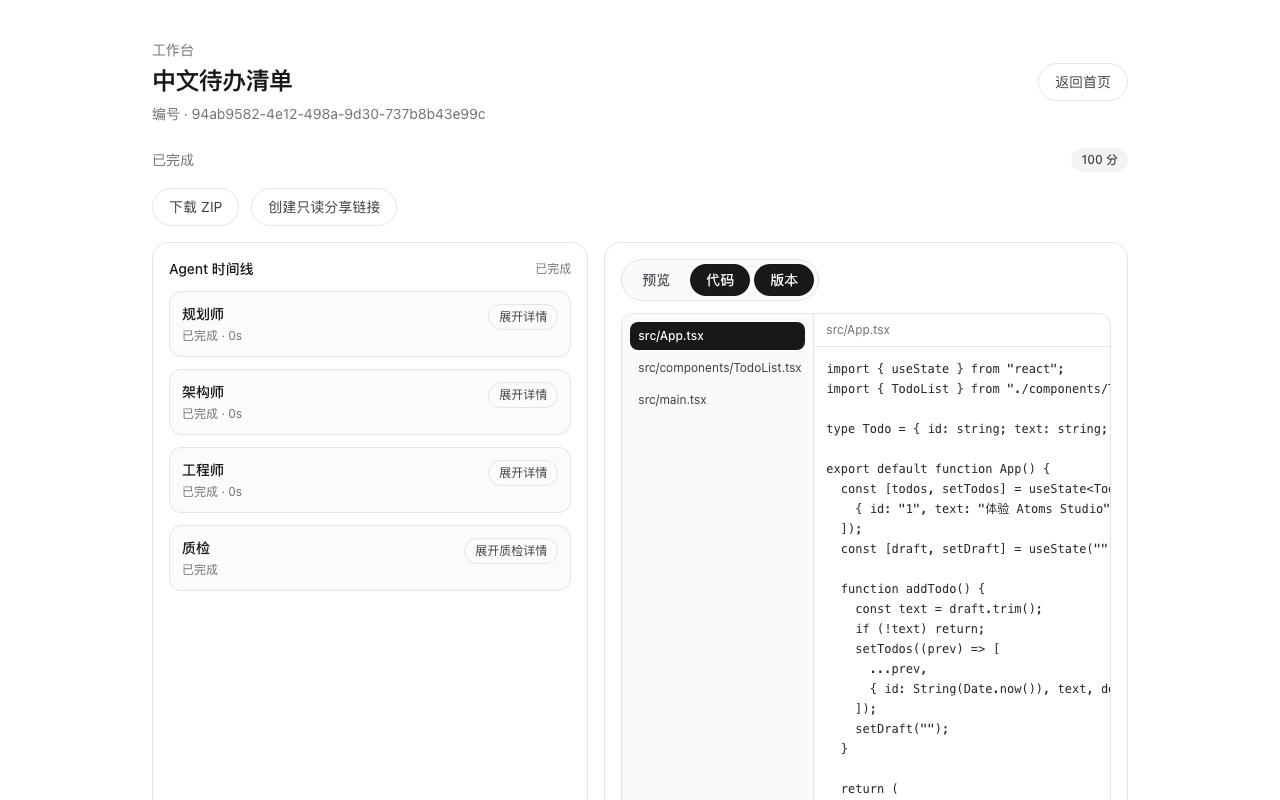 工作台
中文待办清单
编号 · 94ab9582-4e12-498a-9d30-737b8b43e99c
返回首页
已完成
100 分
下载 ZIP
创建只读分享链接
Agent 时间线
已完成
规划师
已完成 · 0s
展开详情
架构师
已完成 · 0s
展开详情
工程师
已完成 · 0s
展开详情
质检
已完成
展开质检详情
预览
代码
版本
src/App.tsx
src/components/TodoList.tsx
src/main.tsx
src/App.tsx
import { useState } from "react";
import { TodoList } from "./components/
type Todo = { id: string; text: string;
export default function App() {
const [todos, setTodos] = useState<To
{ id: "1", text: "体验 Atoms Studio"
]);
const [draft, setDraft] = useState(""
function addTodo() {
const text = draft.trim();
if (!text) return;
setTodos((prev) => [
...prev,
{ id: String(Date.now()), text, d
]);
setDraft("");
}
return (